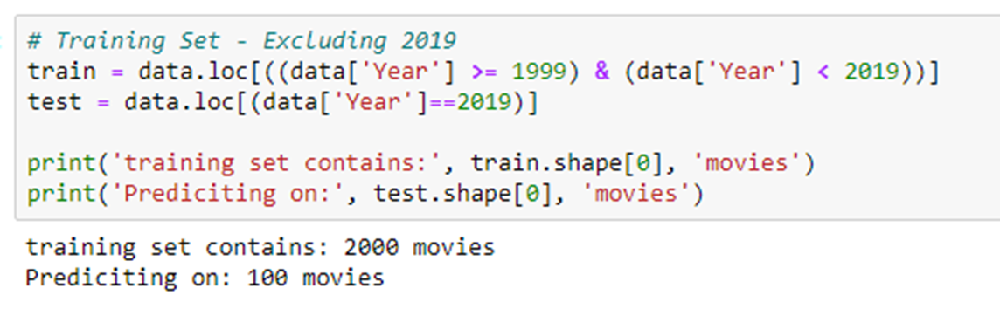 # Training Set - Excluding 2019
train = data.loc[((data['Year'] >= 1999) & (data['Year'] < 2019))]
test = data.loc[(data['Year']==2019)]
print('training set contains:', train.shape[0], 'movies')
print('Prediciting on:', test.shape[0], 'movies')
training set contains: 2000 movies
Prediciting on: 100 movies